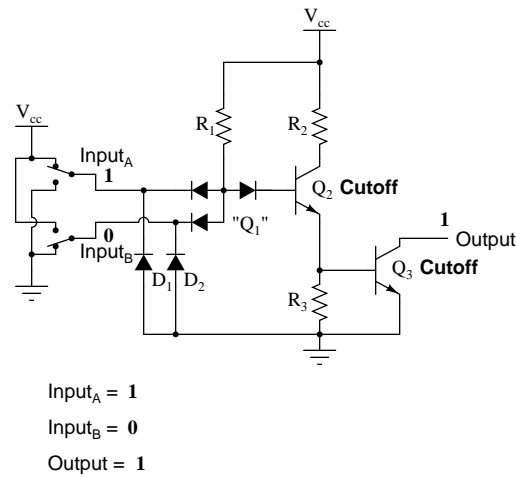 Vcc
Vcc
R1
R2
InputA
1
Q2 Cutoff
0
"Q1"
1
InputB
Output
Q3 Cutoff
D1
D2
R3
InputA = 1
InputB = 0
Output = 1